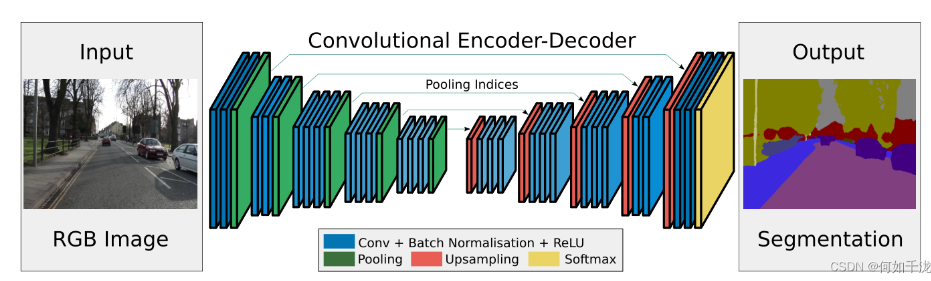 Input
RGB Image
Convolutional Encoder-Decoder
Pooling Indices
Conv + Batch Normalisation + ReLU
Pooling
Upsampling
Softmax
Output
Segmentation
CSDN @何如千泷